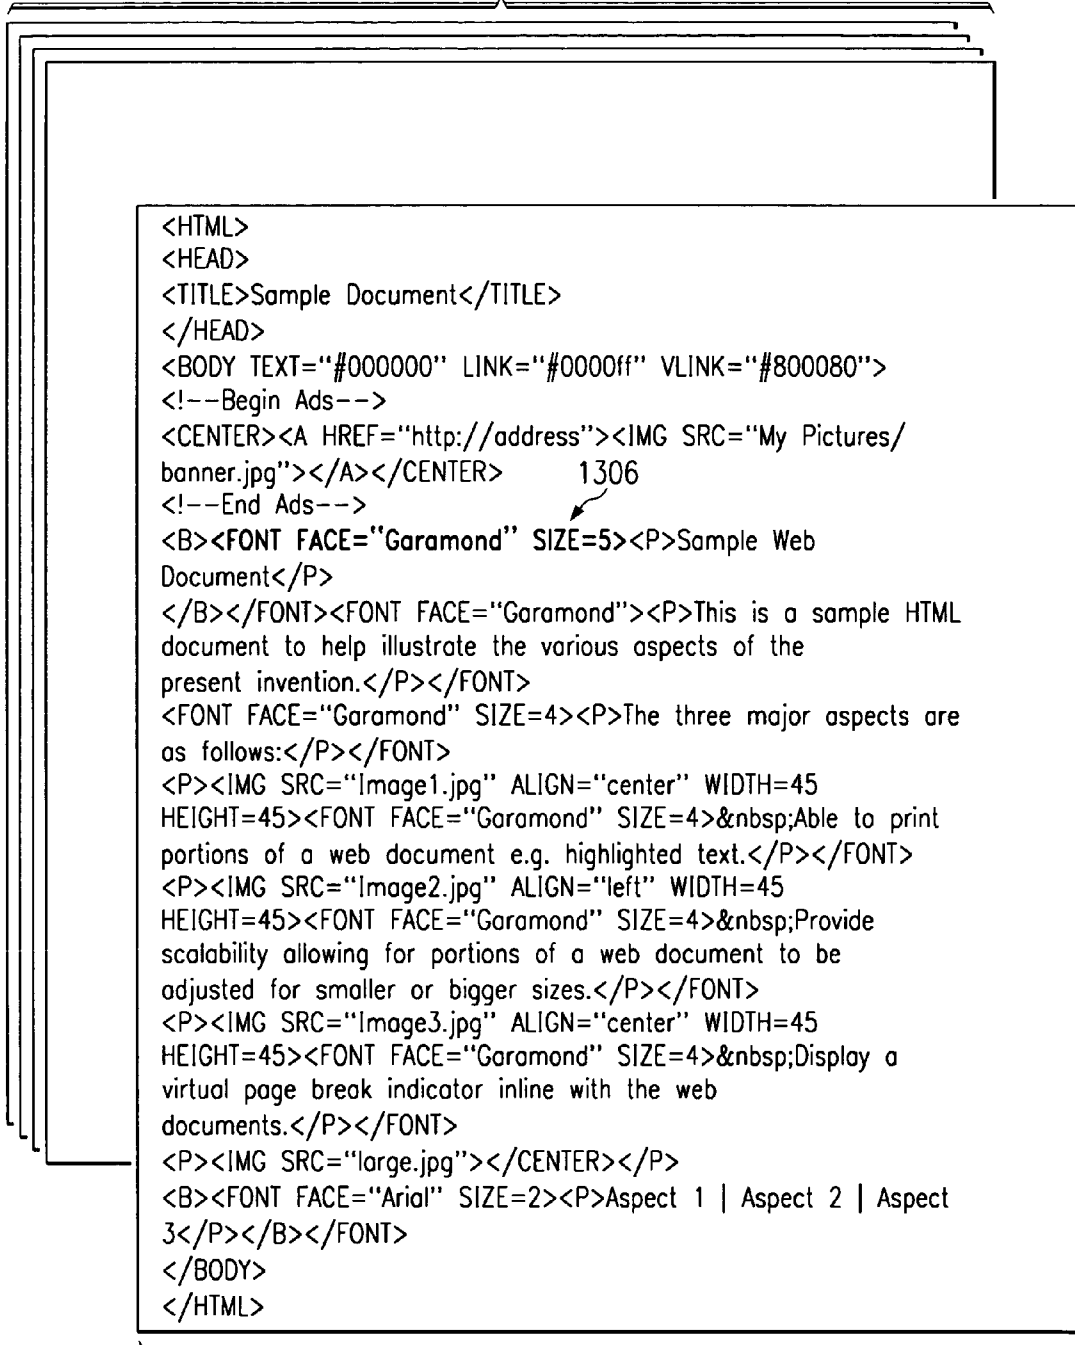 <HTML>
<HEAD>
<TITLE>Sample Document</TITLE>
</HEAD>
<BODY TEXT="#000000" LINK="#0000ff" VLINK="#800080">
<!--Begin Ads-->
<CENTER><A HREF="http://address"><IMG SRC="My Pictures/
banner.jpg"></A></CENTER>
1306
<!--End Ads-->
<B><FONT FACE="Garamond" SIZE=5><P>Sample Web
Document</P>
</B></FONT><FONT FACE="Garamond"><P>This is a sample HTML
document to help illustrate the various aspects of the
present invention.</P></FONT>
<FONT FACE="Garamond" SIZE=4><P>The three major aspects are
as follows:</P></FONT>
<P><IMG SRC="Image1.jpg" ALIGN="center" WIDTH=45
HEIGHT=45><FONT FACE="Garamond" SIZE=4>&nbsp;Able to print
portions of a web document e.g. highlighted text.</P></FONT>
<P><IMG SRC="Image2.jpg" ALIGN="left" WIDTH=45
HEIGHT=45><FONT FACE="Garamond" SIZE=4>&nbsp;Provide
scalability allowing for portions of a web document to be
adjusted for smaller or bigger sizes.</P></FONT>
<P><IMG SRC="Image3.jpg" ALIGN="center" WIDTH=45
HEIGHT=45><FONT FACE="Garamond" SIZE=4>&nbsp;Display a
virtual page break indicator inline with the web
documents.</P></FONT>
<P><IMG SRC="large.jpg"></CENTER></P>
<B><FONT FACE="Arial" SIZE=2><P>Aspect 1 | Aspect 2 | Aspect
3</P></B></FONT>
</BODY>
</HTML>